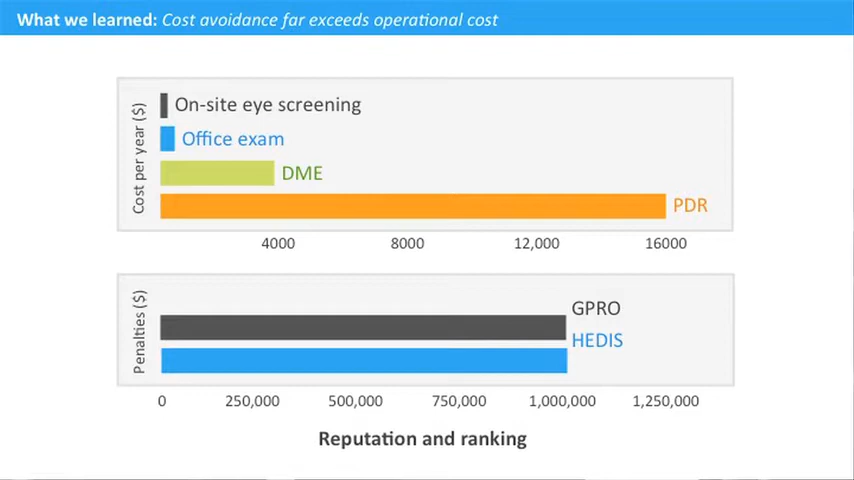 What we learned: Cost avoidance far exceeds operational cost
Cost per year ($)
On-site eye screening
Office exam
DME
PDR
4000 8000 12,000 16000
Penalties ($)
GPRO
HEDIS
0 250,000 500,000 750,000 1,000,000 1,250,000
Reputation and ranking